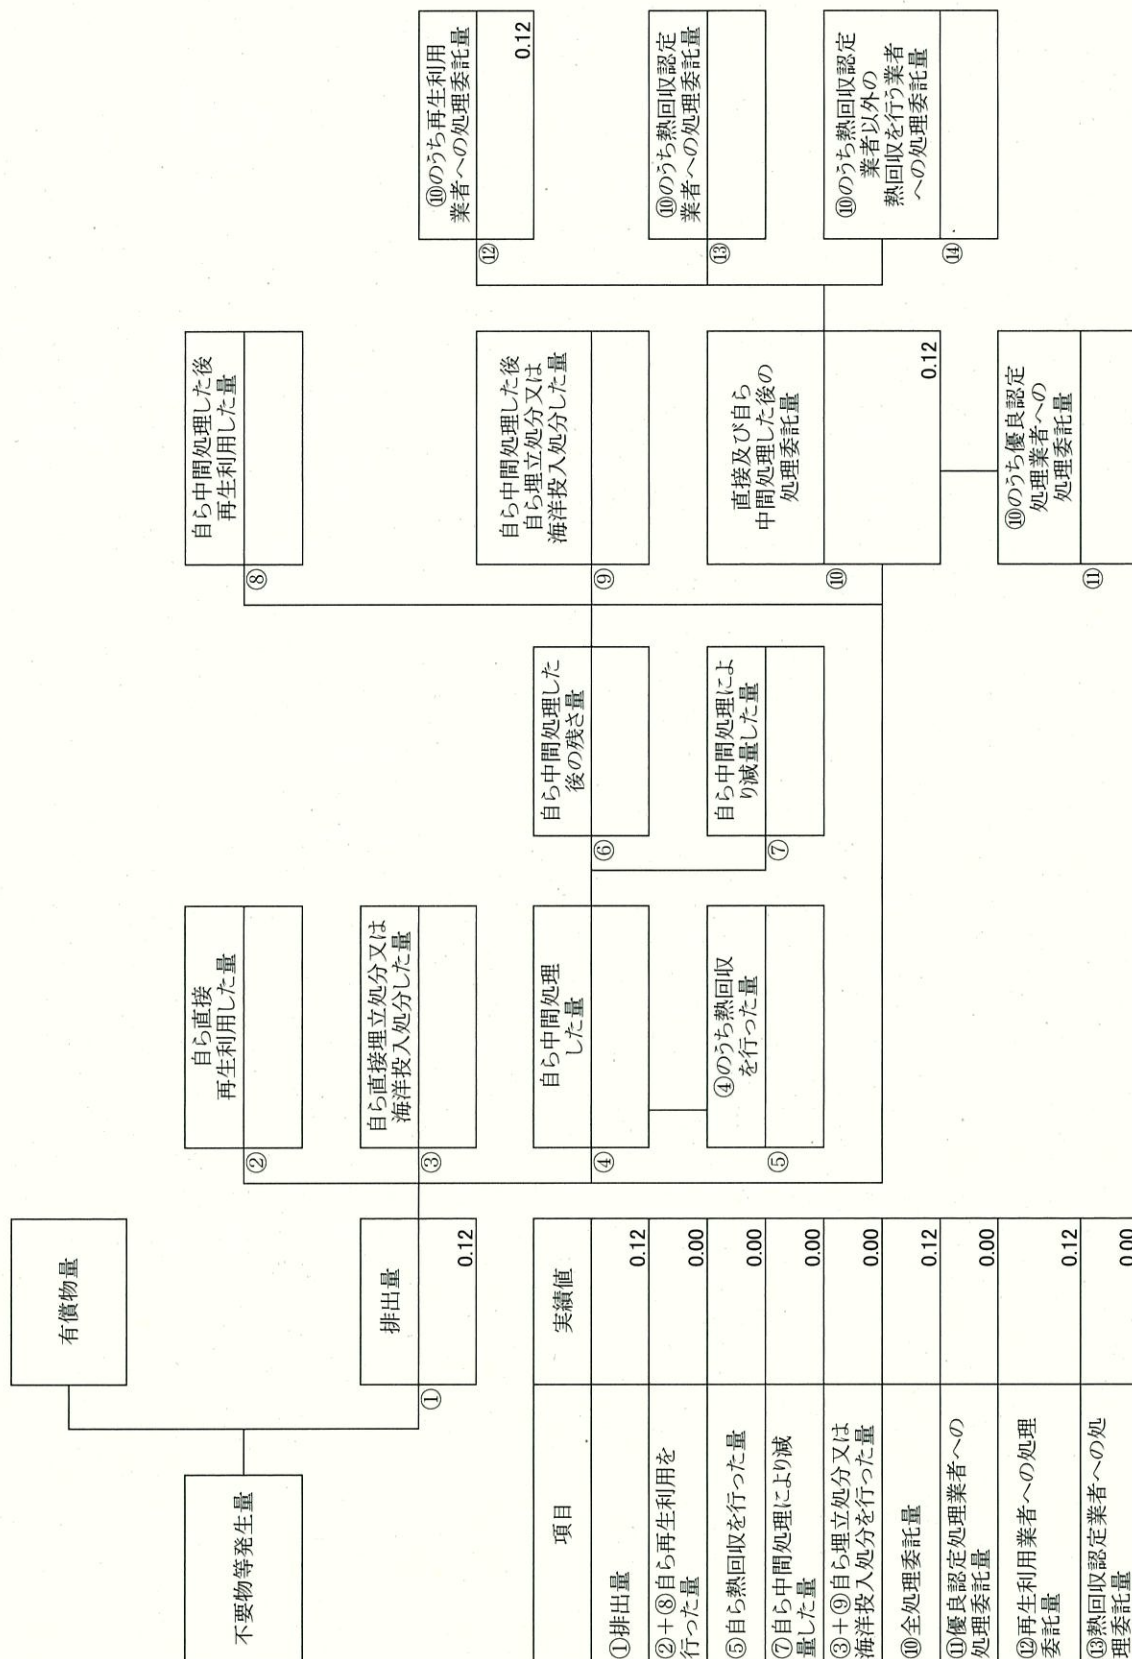 不要物等発生量
有償物量
排出量
①
0.12
自ら直接
再生利用した量
②
自ら直接埋立処分又は
海洋投入処分した量
③
自ら中間処理
した量
④
④のうち熱回収
を行った量
⑤
自ら中間処理した
後の残さ量
⑥
自ら中間処理によ
り減量した量
⑦
自ら中間処理した後
再生利用した量
⑧
自ら中間処理した後
自ら埋立処分又は
海洋投入処分した量
⑨
直接及び自ら
中間処理した後の
処理委託量
⑩
0.12
⑩のうち優良認定
処理業者への
処理委託量
⑪
⑩のうち再生利用
業者への処理委託量
⑫
0.12
⑩のうち熱回収認定
業者への処理委託量
⑬
⑩のうち熱回収認定
業者以外の
熱回収を行う業者
への処理委託量
⑭
項目
実績値
①排出量
0.12
②+⑧自ら再生利用を
行った量
0.00
⑤自ら熱回収を行った量
0.00
⑦自ら中間処理により減
量した量
0.00
③+⑨自ら埋立処分又は
海洋投入処分を行った量
0.00
⑩全処理委託量
0.12
⑪優良認定処理業者への
処理委託量
0.00
⑫再生利用業者への処理
委託量
0.12
⑬熱回収認定業者への処
理委託量
0.00